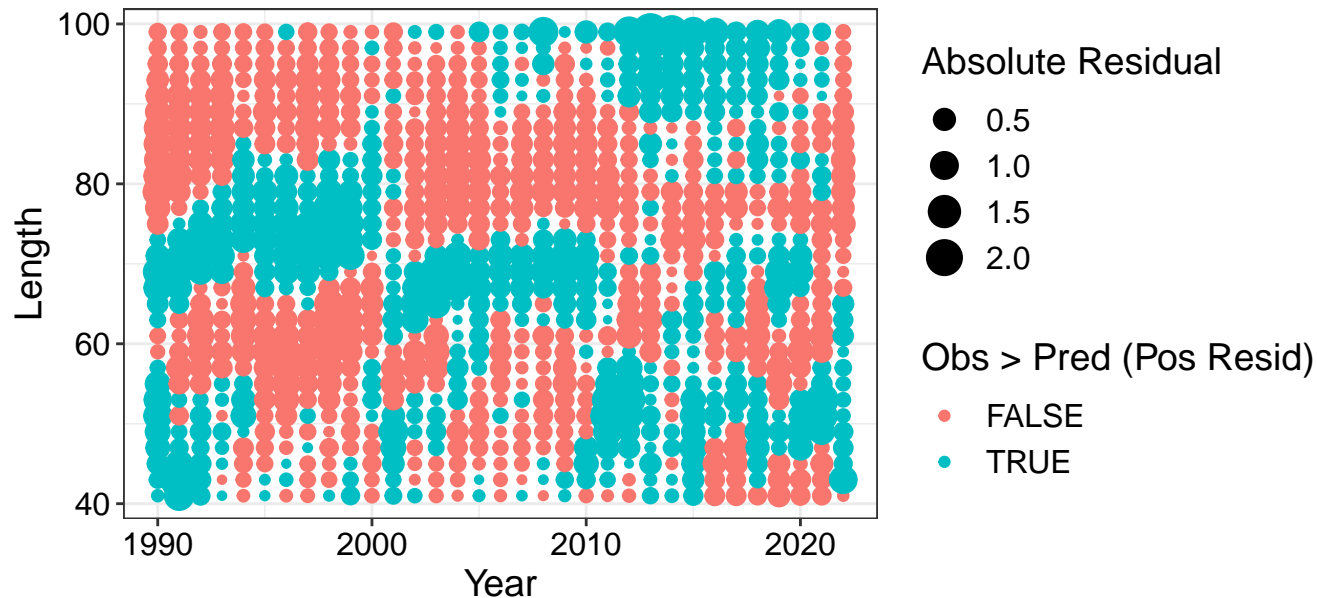 100
80
60
40
Length
1990
2000
2010
2020
Year
Absolute Residual
0.5
1.0
1.5
2.0
Obs > Pred (Pos Resid)
FALSE
TRUE